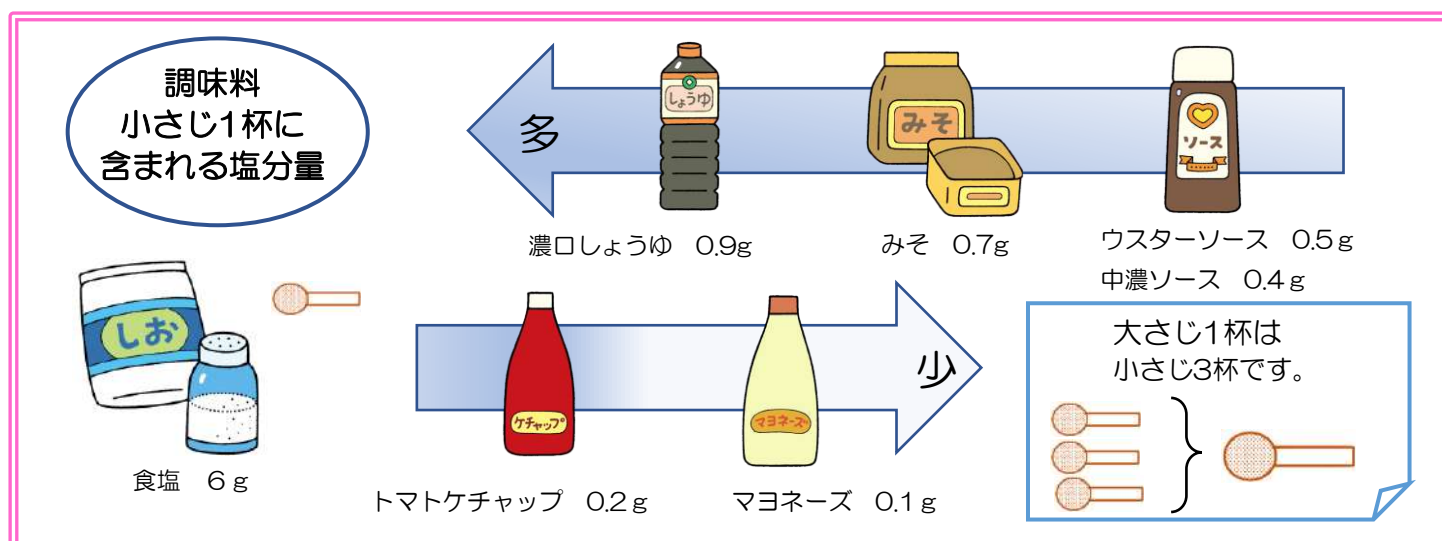 調味料
小さじ1杯に
含まれる塩分量
多
しょうゆ
みそ
ソース
濃口しょうゆ 0.9g
みそ 0.7g
ウスターソース 0.5g
中濃ソース 0.4g
しお
食塩 6g
ケチャップ
マヨネーズ
少
トマトケチャップ 0.2g
マヨネーズ 0.1g
大さじ1杯は
小さじ3杯です。